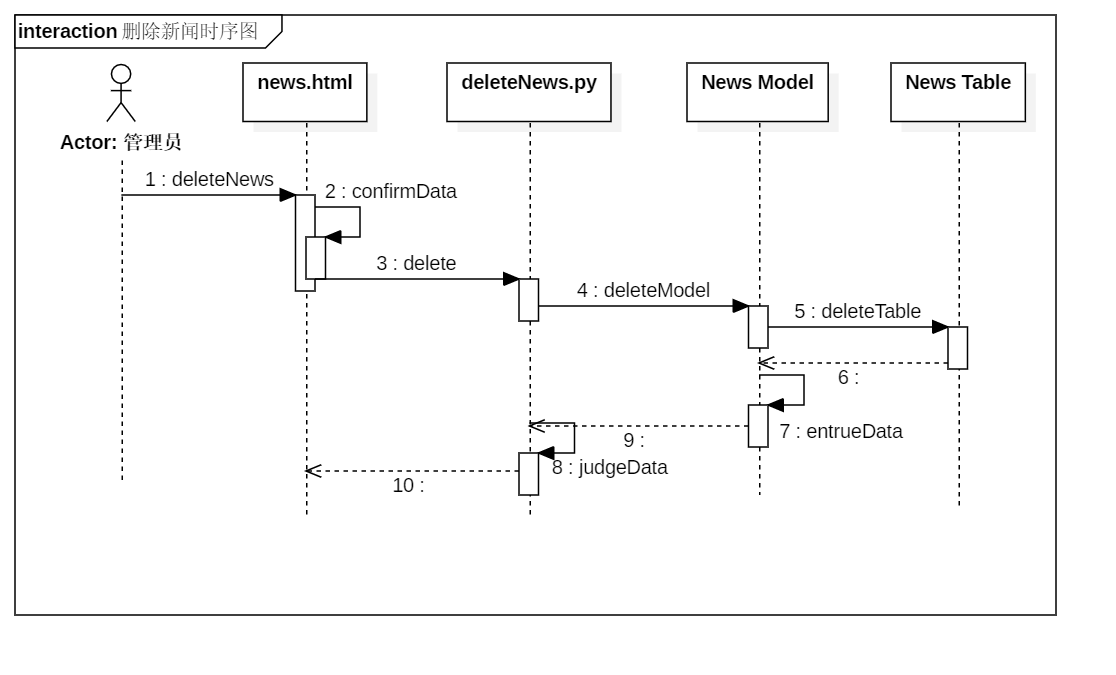 interaction 删除新闻时序图
news.html
deleteNews.py
News Model
News Table
Actor: 管理员
1 : deleteNews
2 : confirmData
3 : delete
4 : deleteModel
5 : deleteTable
6 :
7 : entrueData
9 :
8 : judgeData
10 :